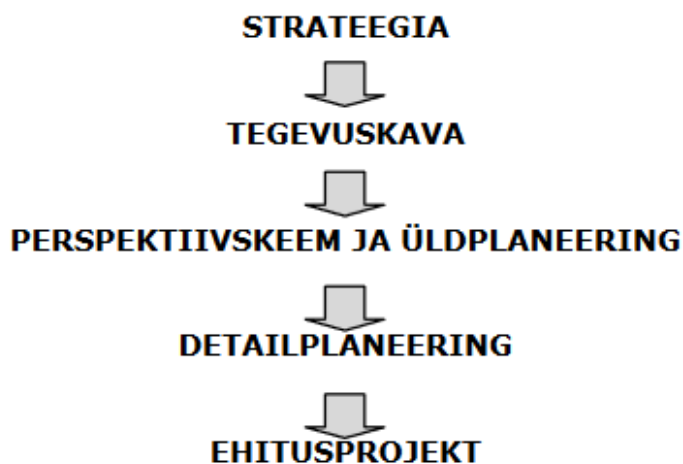 STRATEEGIA
TEGEVUSKAVA
PERSPEKTIIVSKEEM JA ÜLDPLANEERING
DETAILPLANEERING
EHITUSPROJEKT